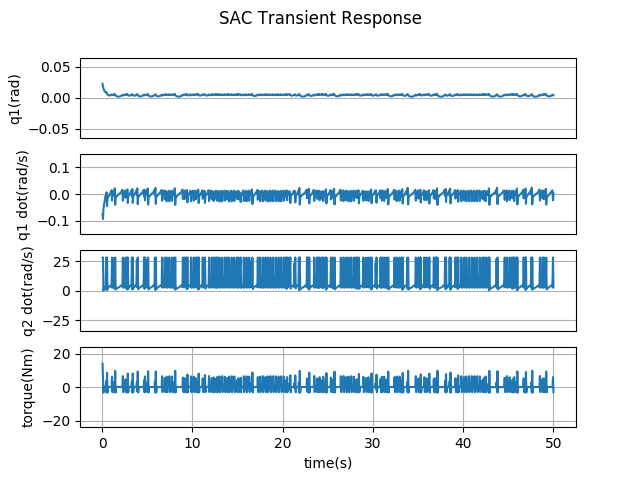 SAC Transient Response
q1(rad)
0.05
0.00
−0.05
q1 dot(rad/s)
0.1
0.0
−0.1
q2 dot(rad/s)
25
0
−25
torque(Nm)
20
0
−20
0 10 20 30 40 50
time(s)